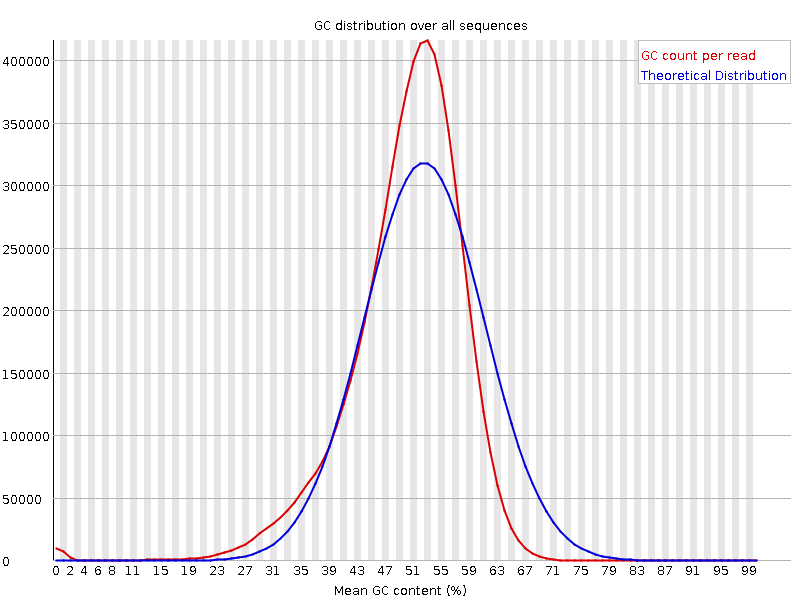 GC distribution over all sequences
GC count per read
Theoretical Distribution
400000
350000
300000
250000
200000
150000
100000
50000
0
0 2 4 6 8 11 15 19 23 27 31 35 39 43 47 51 55 59 63 67 71 75 79 83 87 91 95 99
Mean GC content (%)